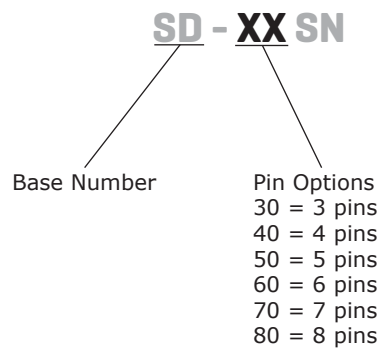 SD - XX SN
Base Number
Pin Options
30 = 3 pins
40 = 4 pins
50 = 5 pins
60 = 6 pins
70 = 7 pins
80 = 8 pins